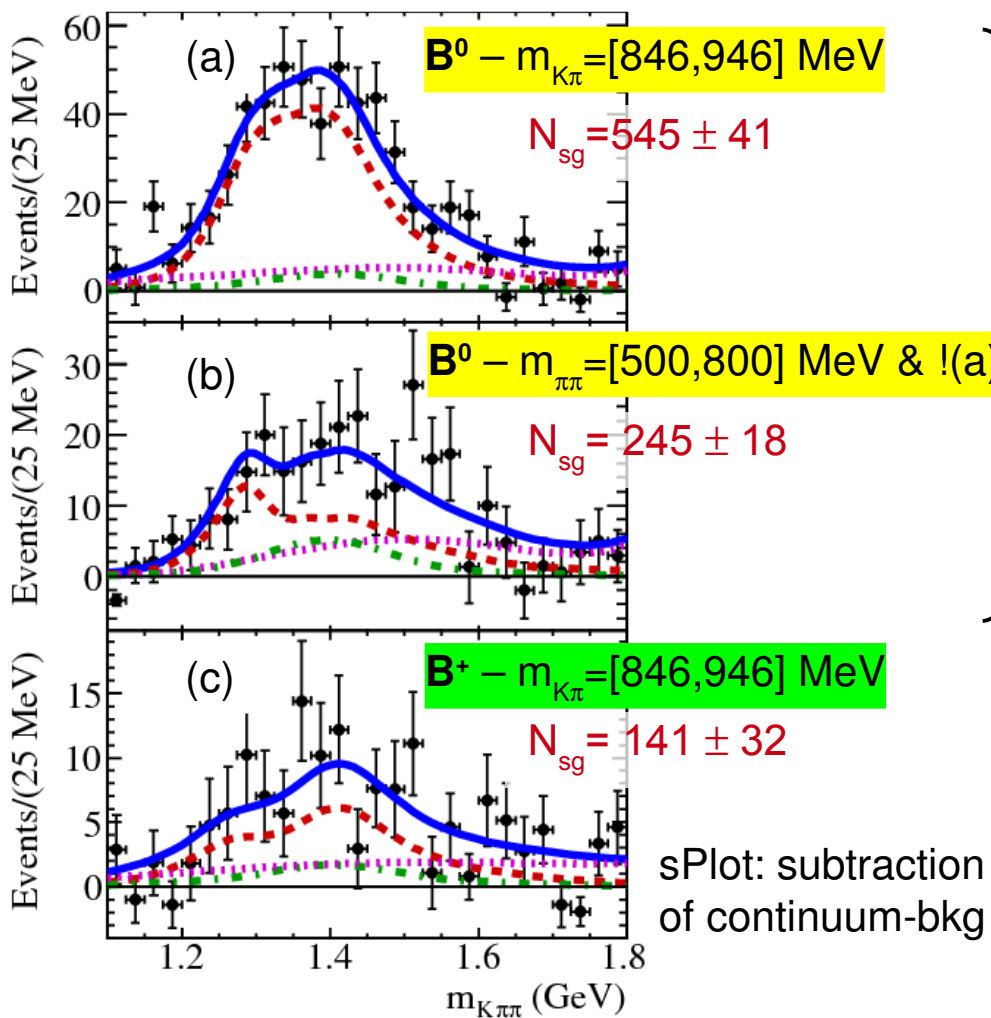 60
40
20
0
Events/(25 MeV)
(a)
B⁰ – m_Kπ=[846,946] MeV
N_sg=545 ± 41
30
20
10
0
Events/(25 MeV)
(b)
B⁰ – m_ππ=[500,800] MeV & !(a)
N_sg= 245 ± 18
15
10
5
0
Events/(25 MeV)
(c)
B⁺ – m_Kπ=[846,946] MeV
N_sg= 141 ± 32
sPlot: subtraction
of continuum-bkg
1.2 1.4 1.6 1.8
m_Kππ (GeV)